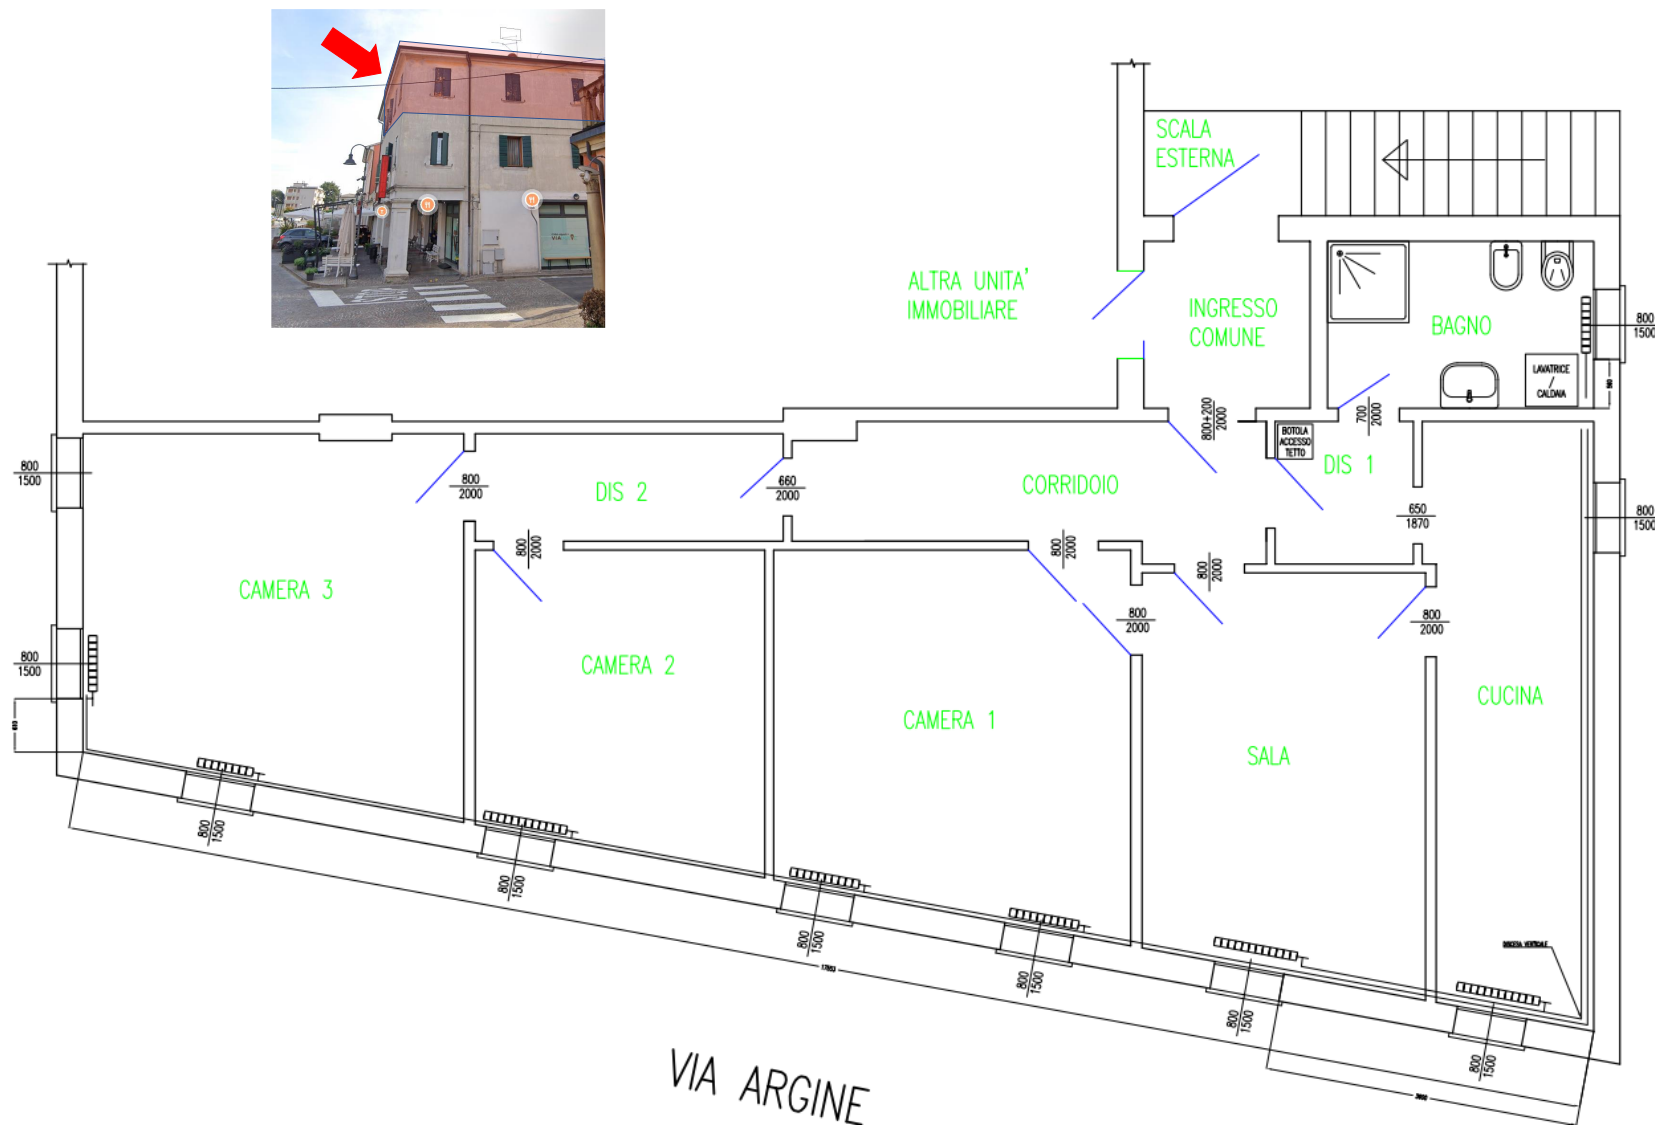 SCALA
ESTERNA
ALTRA UNITA'
IMMOBILIARE
INGRESSO
COMUNE
BAGNO
800
1500
LAVATRICE
/
CALDAIA
800+200
2000
700
2000
BOTOLA
ACCESSO
TETTO
DIS 1
800
1500
800
2000
DIS 2
660
2000
CORRIDOIO
650
1870
800
1500
800
2000
800
2000
800
2000
CAMERA 3
800
2000
800
2000
800
1500
CAMERA 2
CAMERA 1
SALA
CUCINA
800
1500
800
1500
800
1500
800
1500
800
1500
800
1500
17853
VIA ARGINE